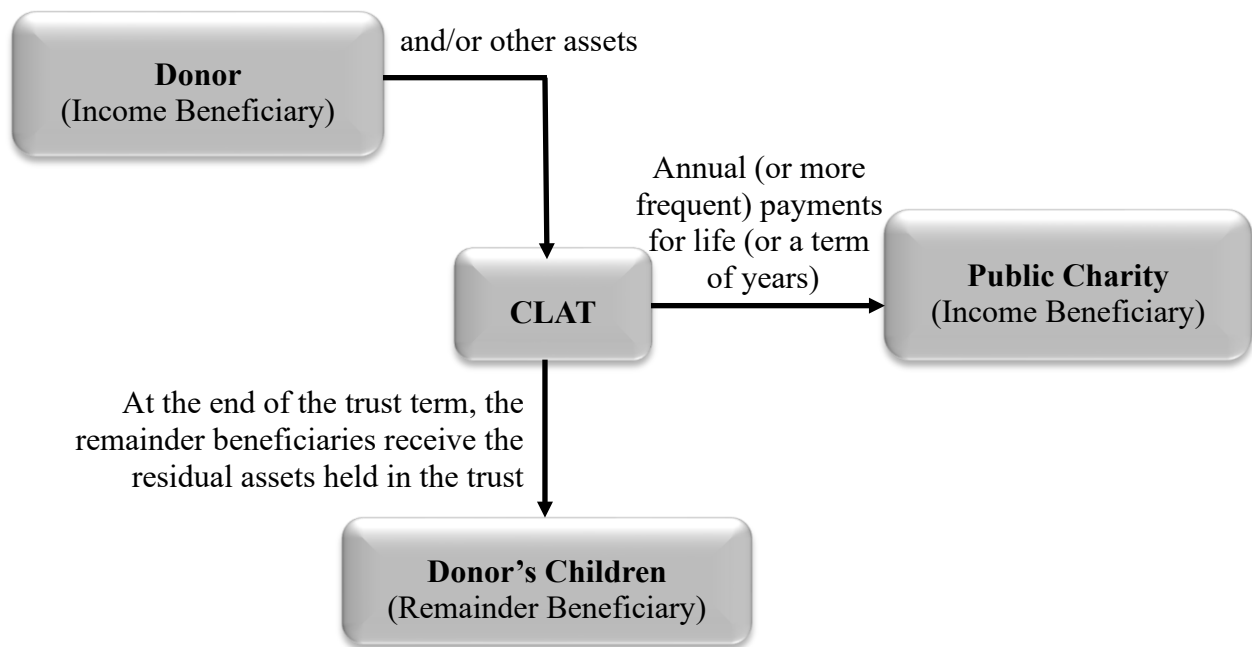 and/or other assets
Donor
(Income Beneficiary)
Annual (or more
frequent) payments
for life (or a term
of years)
Public Charity
(Income Beneficiary)
CLAT
At the end of the trust term, the
remainder beneficiaries receive the
residual assets held in the trust
Donor’s Children
(Remainder Beneficiary)